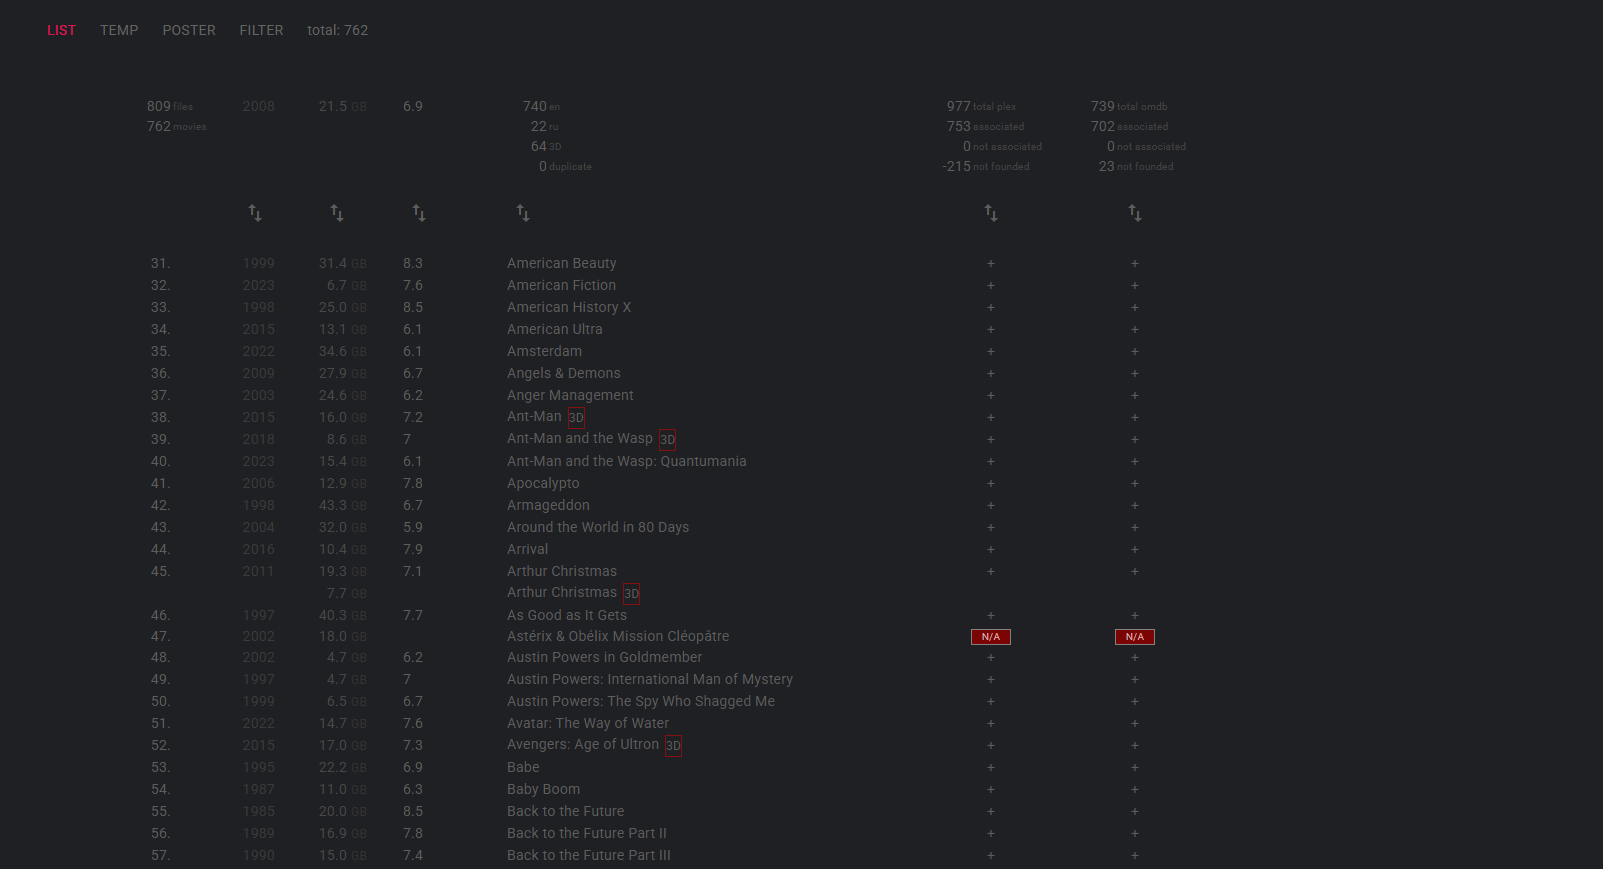 LIST TEMP POSTER FILTER total: 762
809 files 2008 21.5 GB 6.9 740 en 977 total plex 739 total omdb
762 movies 22 ru 753 associated 702 associated
64 3D 0 not associated 0 not associated
0 duplicate -215 not founded 23 not founded
31. 1999 31.4 GB 8.3 American Beauty + +
32. 2023 6.7 GB 7.6 American Fiction + +
33. 1998 25.0 GB 8.5 American History X + +
34. 2015 13.1 GB 6.1 American Ultra + +
35. 2022 34.6 GB 6.1 Amsterdam + +
36. 2009 27.9 GB 6.7 Angels & Demons + +
37. 2003 24.6 GB 6.2 Anger Management + +
38. 2015 16.0 GB 7.2 Ant-Man 3D + +
39. 2018 8.6 GB 7 Ant-Man and the Wasp 3D + +
40. 2023 15.4 GB 6.1 Ant-Man and the Wasp: Quantumania + +
41. 2006 12.9 GB 7.8 Apocalypto + +
42. 1998 43.3 GB 6.7 Armageddon + +
43. 2004 32.0 GB 5.9 Around the World in 80 Days + +
44. 2016 10.4 GB 7.9 Arrival + +
45. 2011 19.3 GB 7.1 Arthur Christmas + +
7.7 GB Arthur Christmas 3D
46. 1997 40.3 GB 7.7 As Good as It Gets + +
47. 2002 18.0 GB Astérix & Obélix Mission Cléopâtre N/A N/A
48. 2002 4.7 GB 6.2 Austin Powers in Goldmember + +
49. 1997 4.7 GB 7 Austin Powers: International Man of Mystery + +
50. 1999 6.5 GB 6.7 Austin Powers: The Spy Who Shagged Me + +
51. 2022 14.7 GB 7.6 Avatar: The Way of Water + +
52. 2015 17.0 GB 7.3 Avengers: Age of Ultron 3D + +
53. 1995 22.2 GB 6.9 Babe + +
54. 1987 11.0 GB 6.3 Baby Boom + +
55. 1985 20.0 GB 8.5 Back to the Future + +
56. 1989 16.9 GB 7.8 Back to the Future Part II + +
57. 1990 15.0 GB 7.4 Back to the Future Part III + +